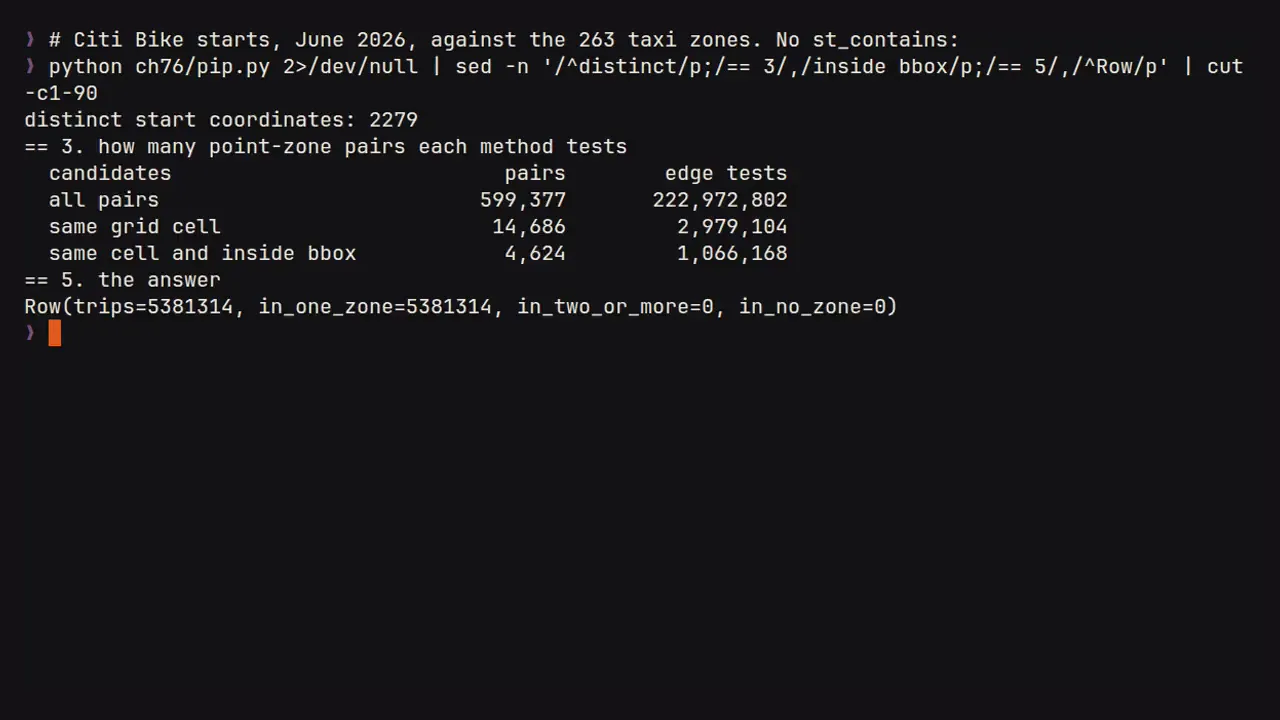 ❯ # Citi Bike starts, June 2026, against the 263 taxi zones. No st_contains:
❯ python ch76/pip.py 2>/dev/null | sed -n '/^distinct/p;/== 3/,/inside bbox/p;/== 5/,/^Row/p' | cut
-c1-90
distinct start coordinates: 2279
== 3. how many point-zone pairs each method tests
  candidates                           pairs        edge tests
  all pairs                          599,377       222,972,802
  same grid cell                      14,686         2,979,104
  same cell and inside bbox            4,624         1,066,168
== 5. the answer
Row(trips=5381314, in_one_zone=5381314, in_two_or_more=0, in_no_zone=0)
❯